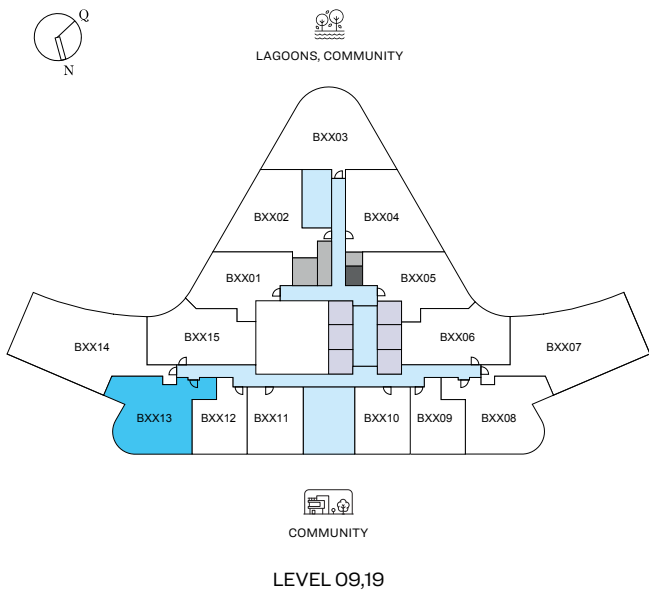 Q
N
LAGOONS, COMMUNITY
BXX03
BXX02
BXX04
BXX01
BXX05
BXX15
BXX06
BXX14
BXX07
BXX13
BXX12
BXX11
BXX10
BXX09
BXX08
COMMUNITY
LEVEL 09,19